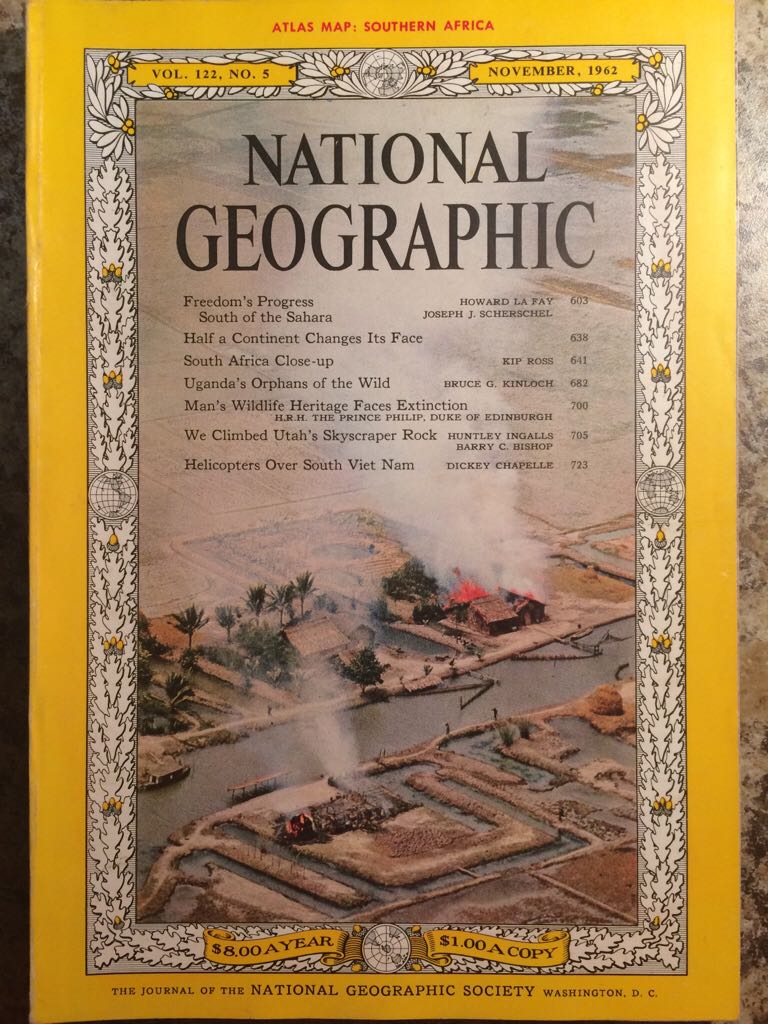 ATLAS MAP: SOUTHERN AFRICA
VOL. 122, NO. 5 NOVEMBER, 1962
NATIONAL
GEOGRAPHIC
Freedom's Progress HOWARD LA FAY 603
South of the Sahara JOSEPH J. SCHERSCHEL
Half a Continent Changes Its Face 638
South Africa Close-up KIP ROSS 641
Uganda's Orphans of the Wild BRUCE G. KINLOCH 682
Man's Wildlife Heritage Faces Extinction 700
H.R.H. THE PRINCE PHILIP, DUKE OF EDINBURGH
We Climbed Utah's Skyscraper Rock HUNTLEY INGALLS 705
BARRY C. BISHOP
Helicopters Over South Viet Nam DICKEY CHAPELLE 723
$8.00 A YEAR $1.00 A COPY
THE JOURNAL OF THE NATIONAL GEOGRAPHIC SOCIETY WASHINGTON, D. C.